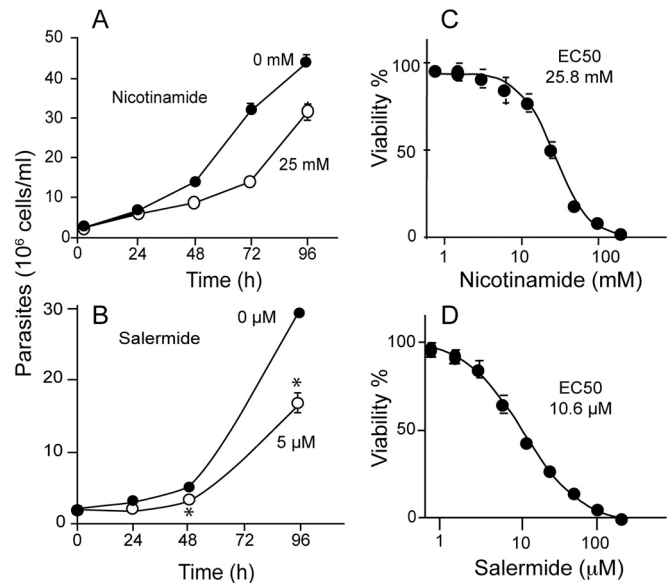 A
50
40
30
20
10
0
0 mM
Nicotinamide
25 mM
0 24 48 72 96
Time (h)
Parasites (10⁶ cells/ml)
B
30
20
10
0
Salermide
0 µM
*
5 µM
*
0 24 48 72 96
Time (h)
C
100
50
0
Viability %
EC50
25.8 mM
1 10 100
Nicotinamide (mM)
D
100
50
0
Viability %
EC50
10.6 µM
1 10 100
Salermide (µM)